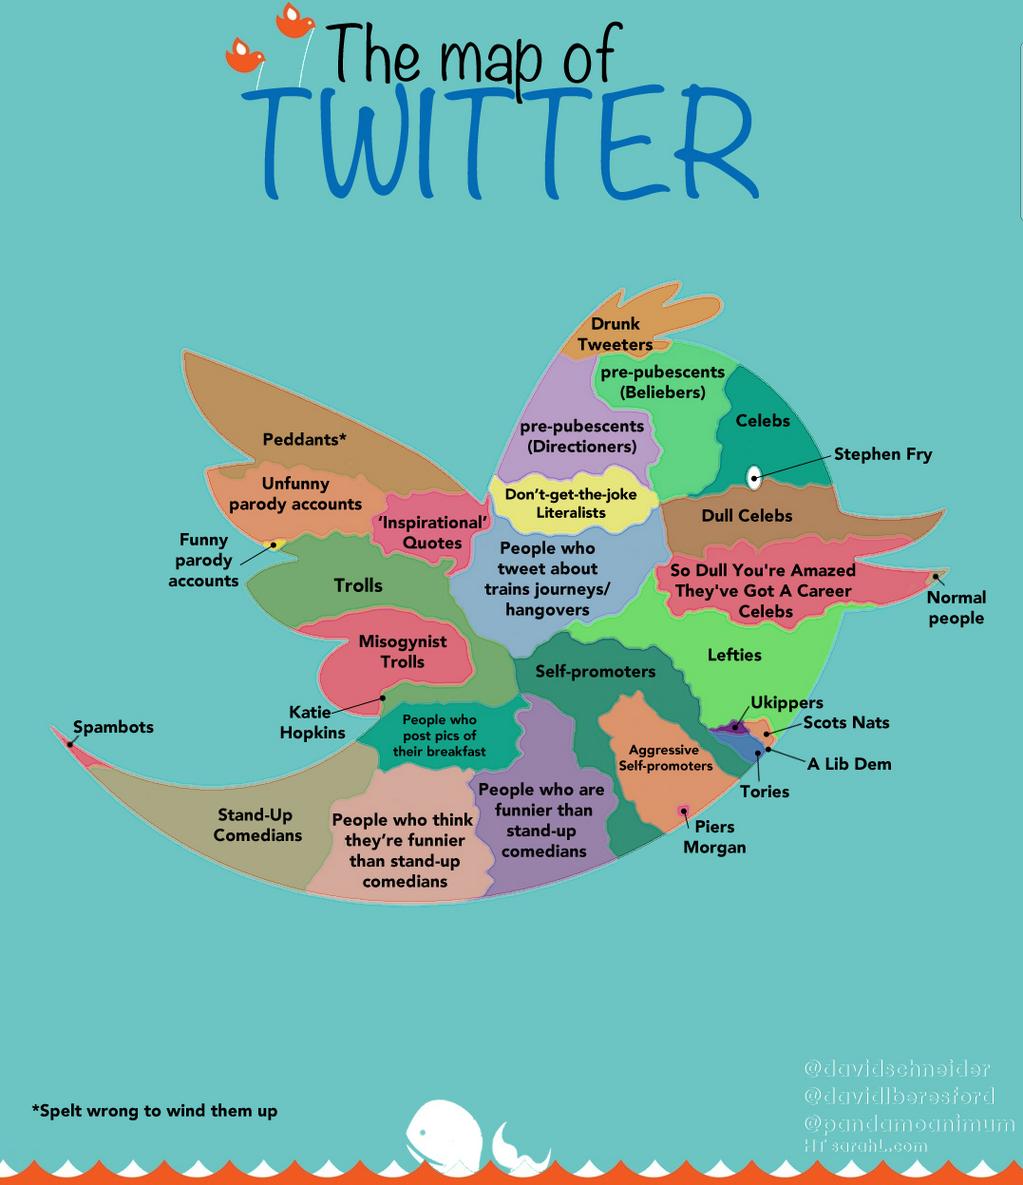 The map of
TWITTER
Drunk
Tweeters
pre-pubescents
(Beliebers)
Celebs
pre-pubescents
(Directioners)
Stephen Fry
Peddants*
Unfunny
parody accounts
Don't-get-the-joke
Literalists
Dull Celebs
'Inspirational'
Quotes
Funny
parody
accounts
People who
tweet about
trains journeys/
hangovers
So Dull You're Amazed
They've Got A Career
Celebs
Trolls
Normal
people
Misogynist
Trolls
Lefties
Self-promoters
Katie
Hopkins
Ukippers
Scots Nats
A Lib Dem
Tories
Spambots
People who
post pics of
their breakfast
Aggressive
Self-promoters
Stand-Up
Comedians
People who think
they're funnier
than stand-up
comedians
People who are
funnier than
stand-up
comedians
Piers
Morgan
*Spelt wrong to wind them up
@davidschneider
@davidlberesford
@pandamoanimum
HT sarahL.com